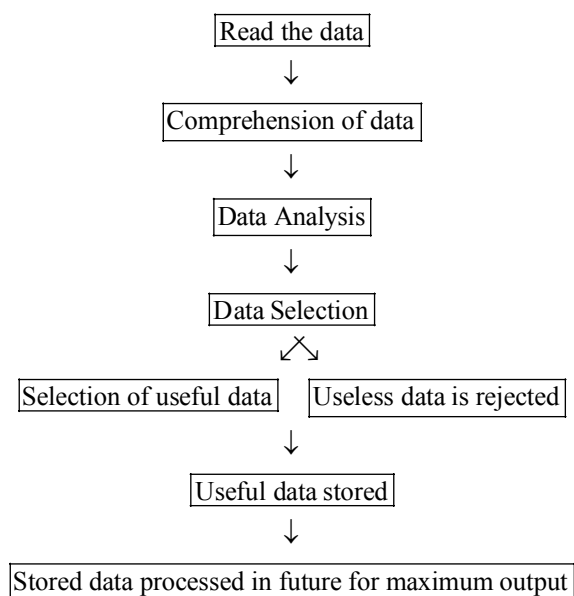 Read the data
↓
Comprehension of data
↓
Data Analysis
↓
Data Selection
↙↘
Selection of useful data Useless data is rejected
↓
Useful data stored
↓
Stored data processed in future for maximum output